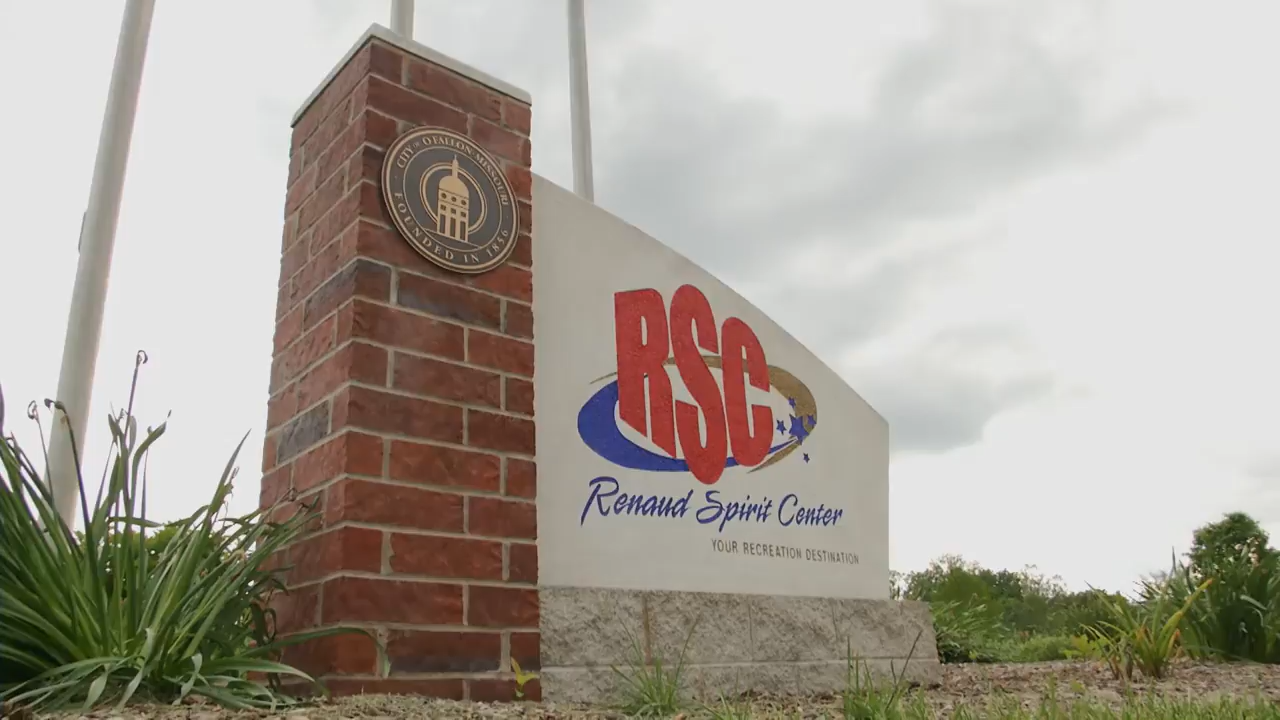 CITY OF O'FALLON MISSOURI
FOUNDED IN 1856
RSC
Renaud Spirit Center
YOUR RECREATION DESTINATION